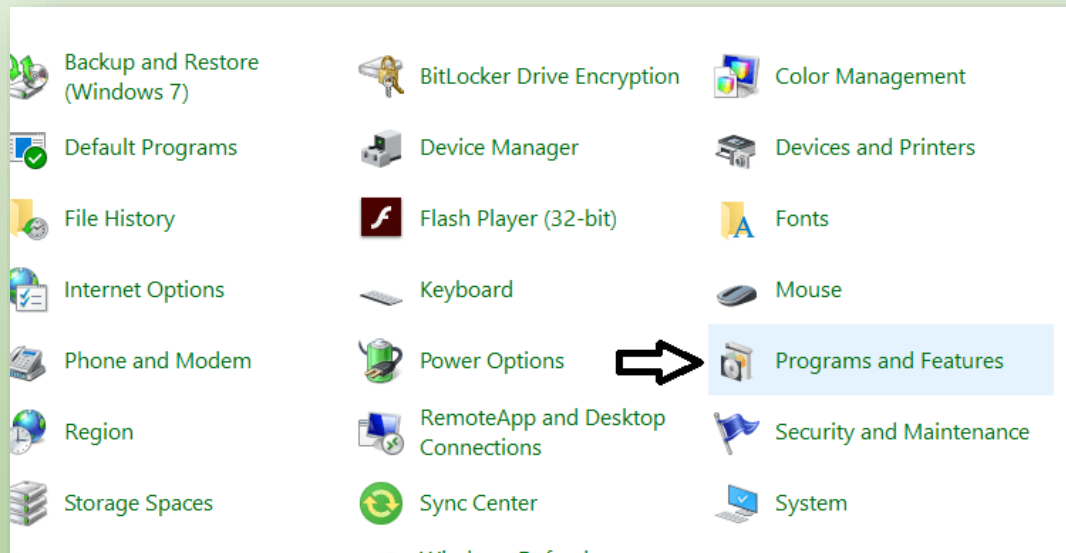 Backup and Restore
(Windows 7)
BitLocker Drive Encryption
Color Management
Default Programs
Device Manager
Devices and Printers
File History
Flash Player (32-bit)
Fonts
Internet Options
Keyboard
Mouse
Phone and Modem
Power Options
Programs and Features
Region
RemoteApp and Desktop
Connections
Security and Maintenance
Storage Spaces
Sync Center
System